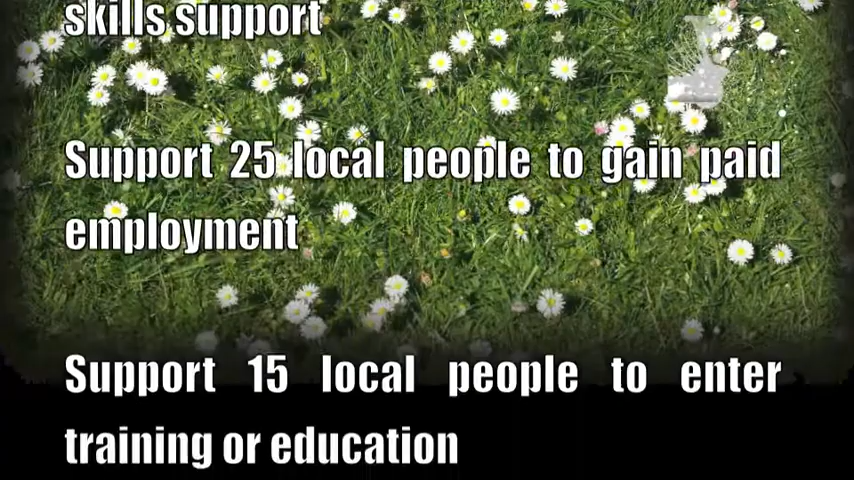 skills support
Support 25 local people to gain paid
employment
Support 15 local people to enter
training or education